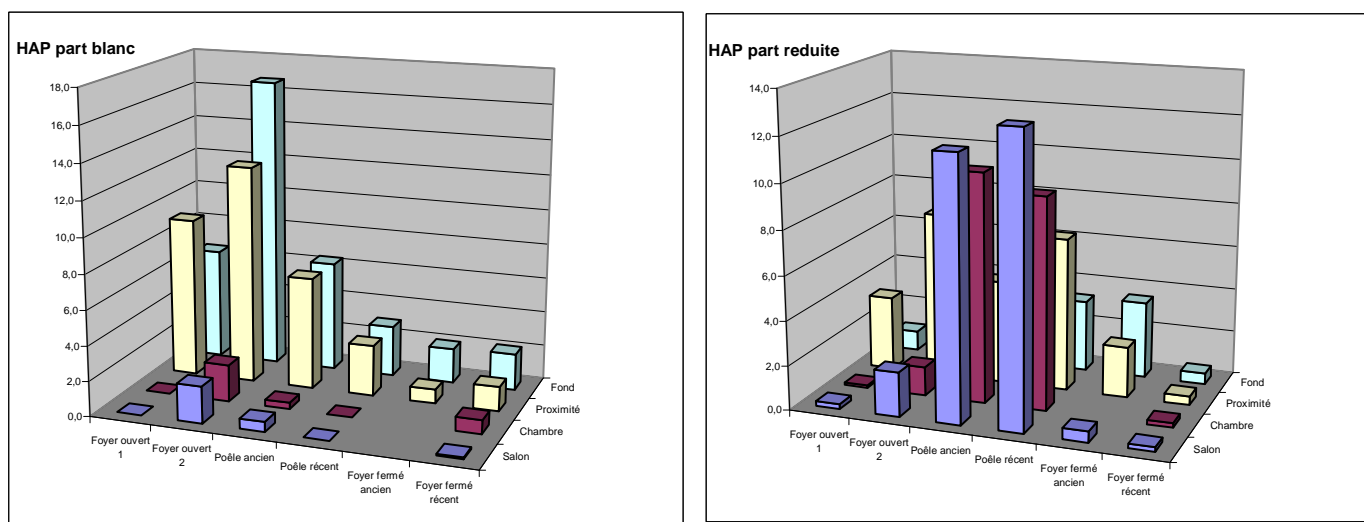 HAP part blanc
18,0
16,0
14,0
12,0
10,0
8,0
6,0
4,0
2,0
0,0
Foyer ouvert
1
Foyer ouvert
2
Poêle ancien
Poêle récent
Foyer fermé
ancien
Foyer fermé
récent
Salon
Chambre
Proximité
Fond
HAP part reduite
14,0
12,0
10,0
8,0
6,0
4,0
2,0
0,0
Foyer ouvert
1
Foyer ouvert
2
Poêle ancien
Poêle récent
Foyer fermé
ancien
Foyer fermé
récent
Salon
Chambre
Proximité
Fond